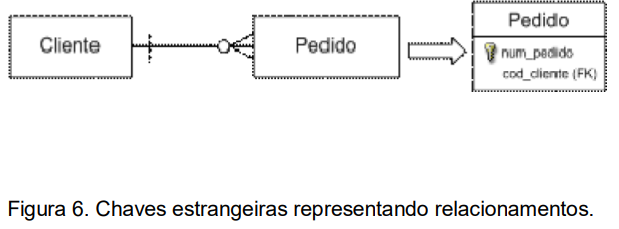 Cliente
Pedido
Pedido
num_pedido
cod_cliente (FK)
Figura 6. Chaves estrangeiras representando relacionamentos.